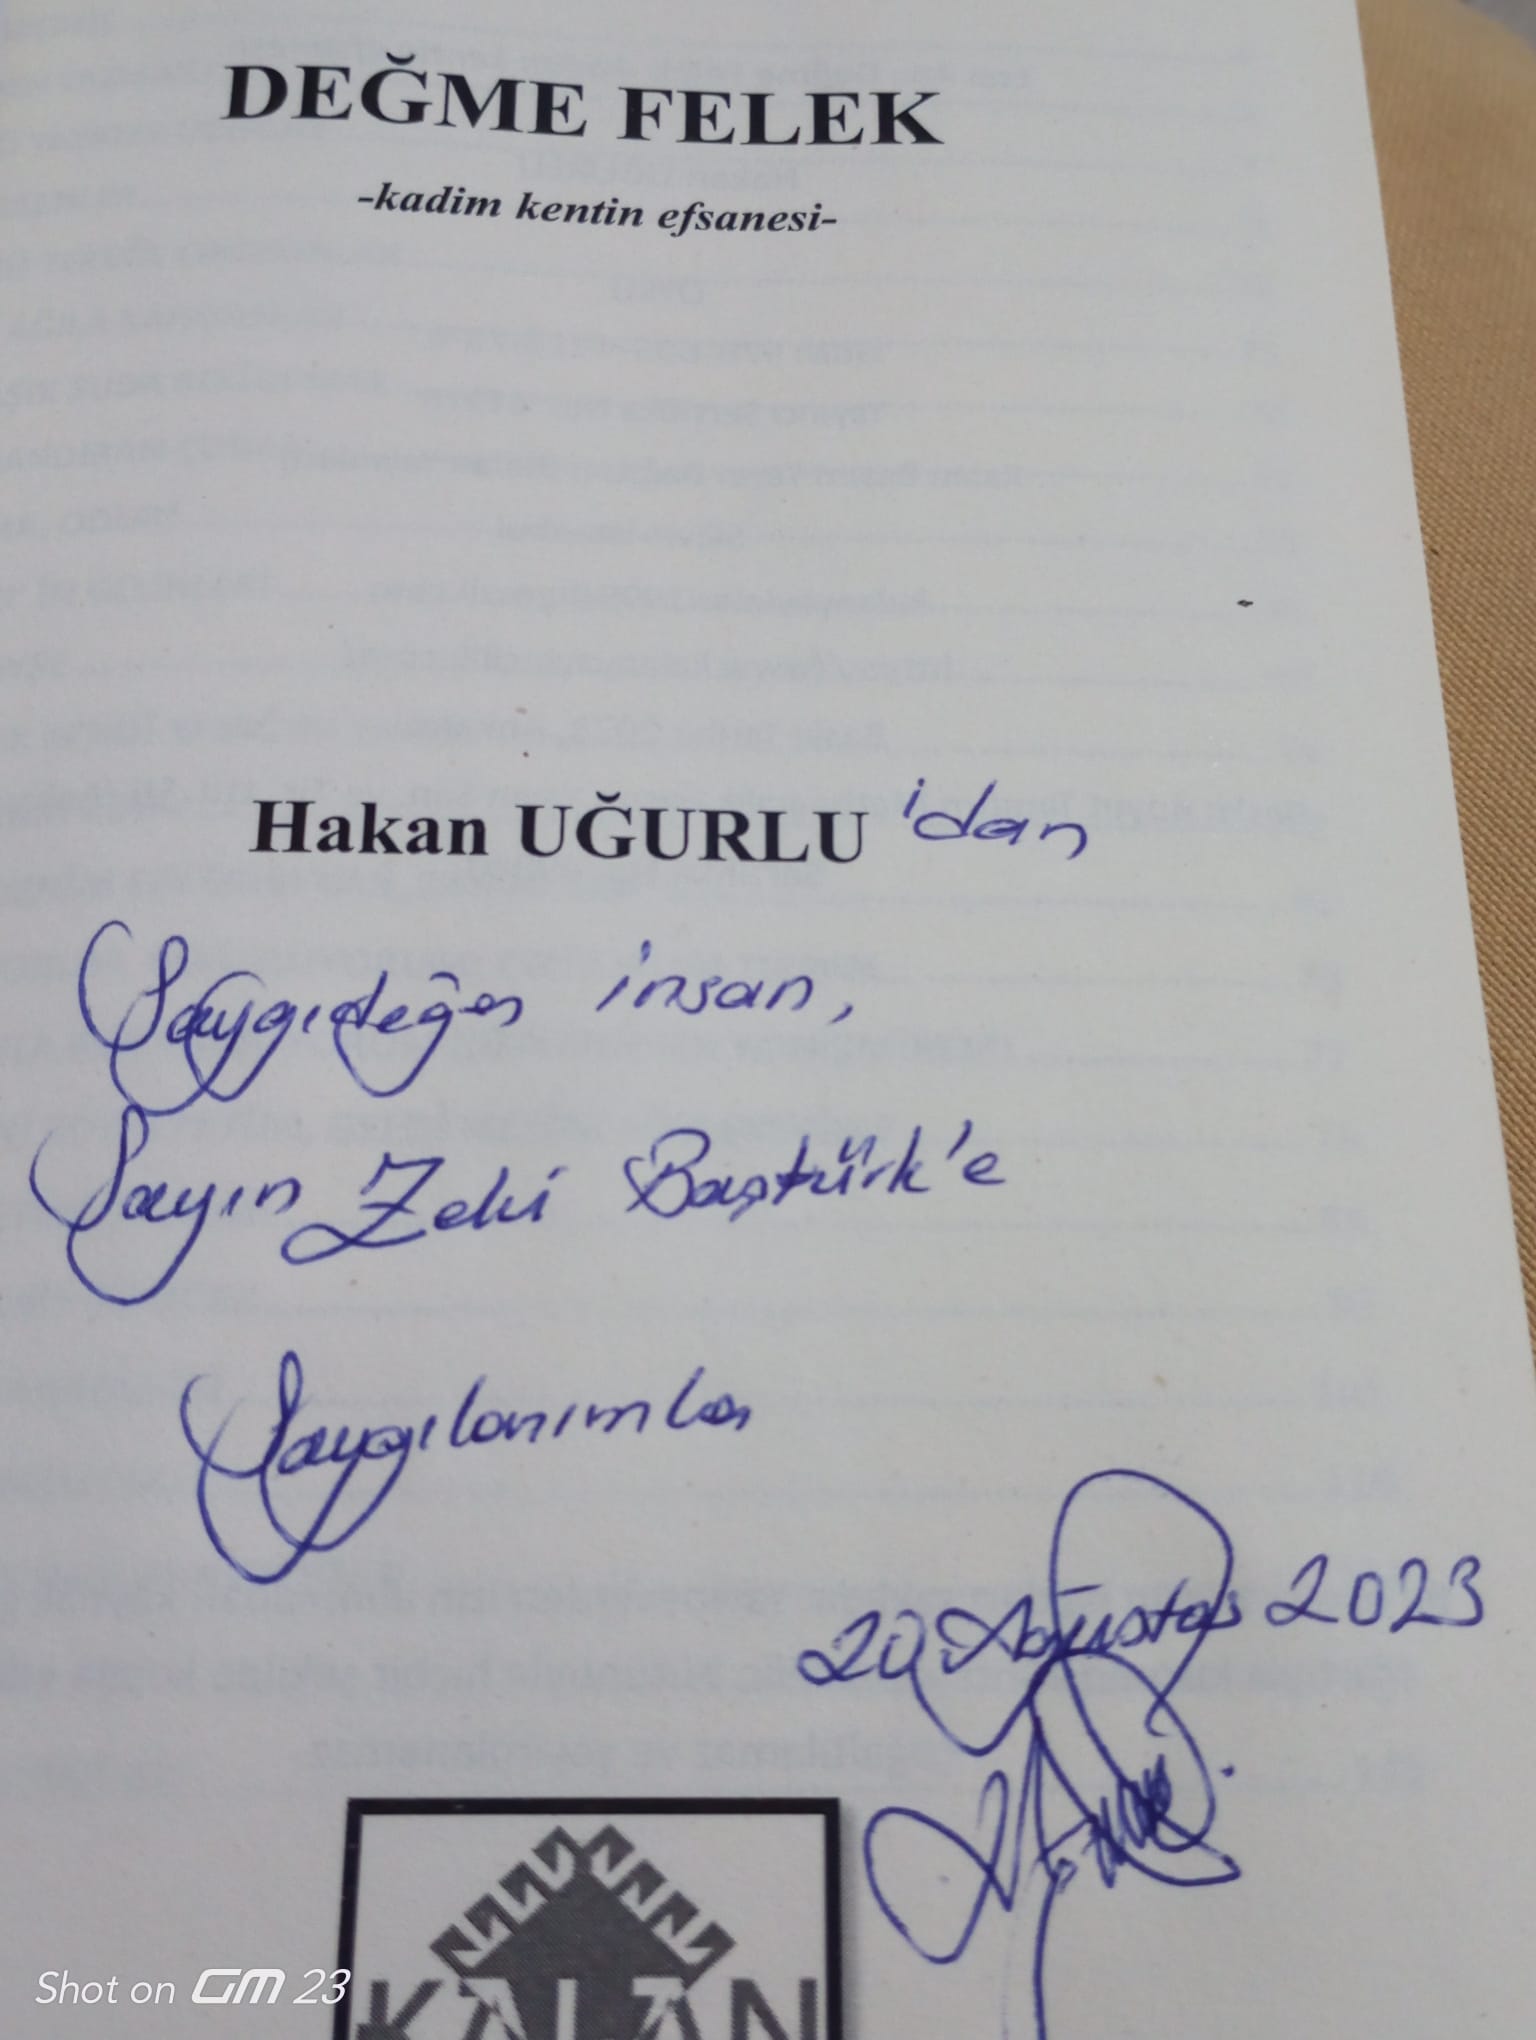 DEĞME FELEK
-kadim kentin efsanesi-
Hakan UĞURLU 'dan
Saygıdeğer insan,
Sayın Zeki Baştürk'e
Saygılarımla
20 Ağustos 2023
KALAN
Shot on GM 23